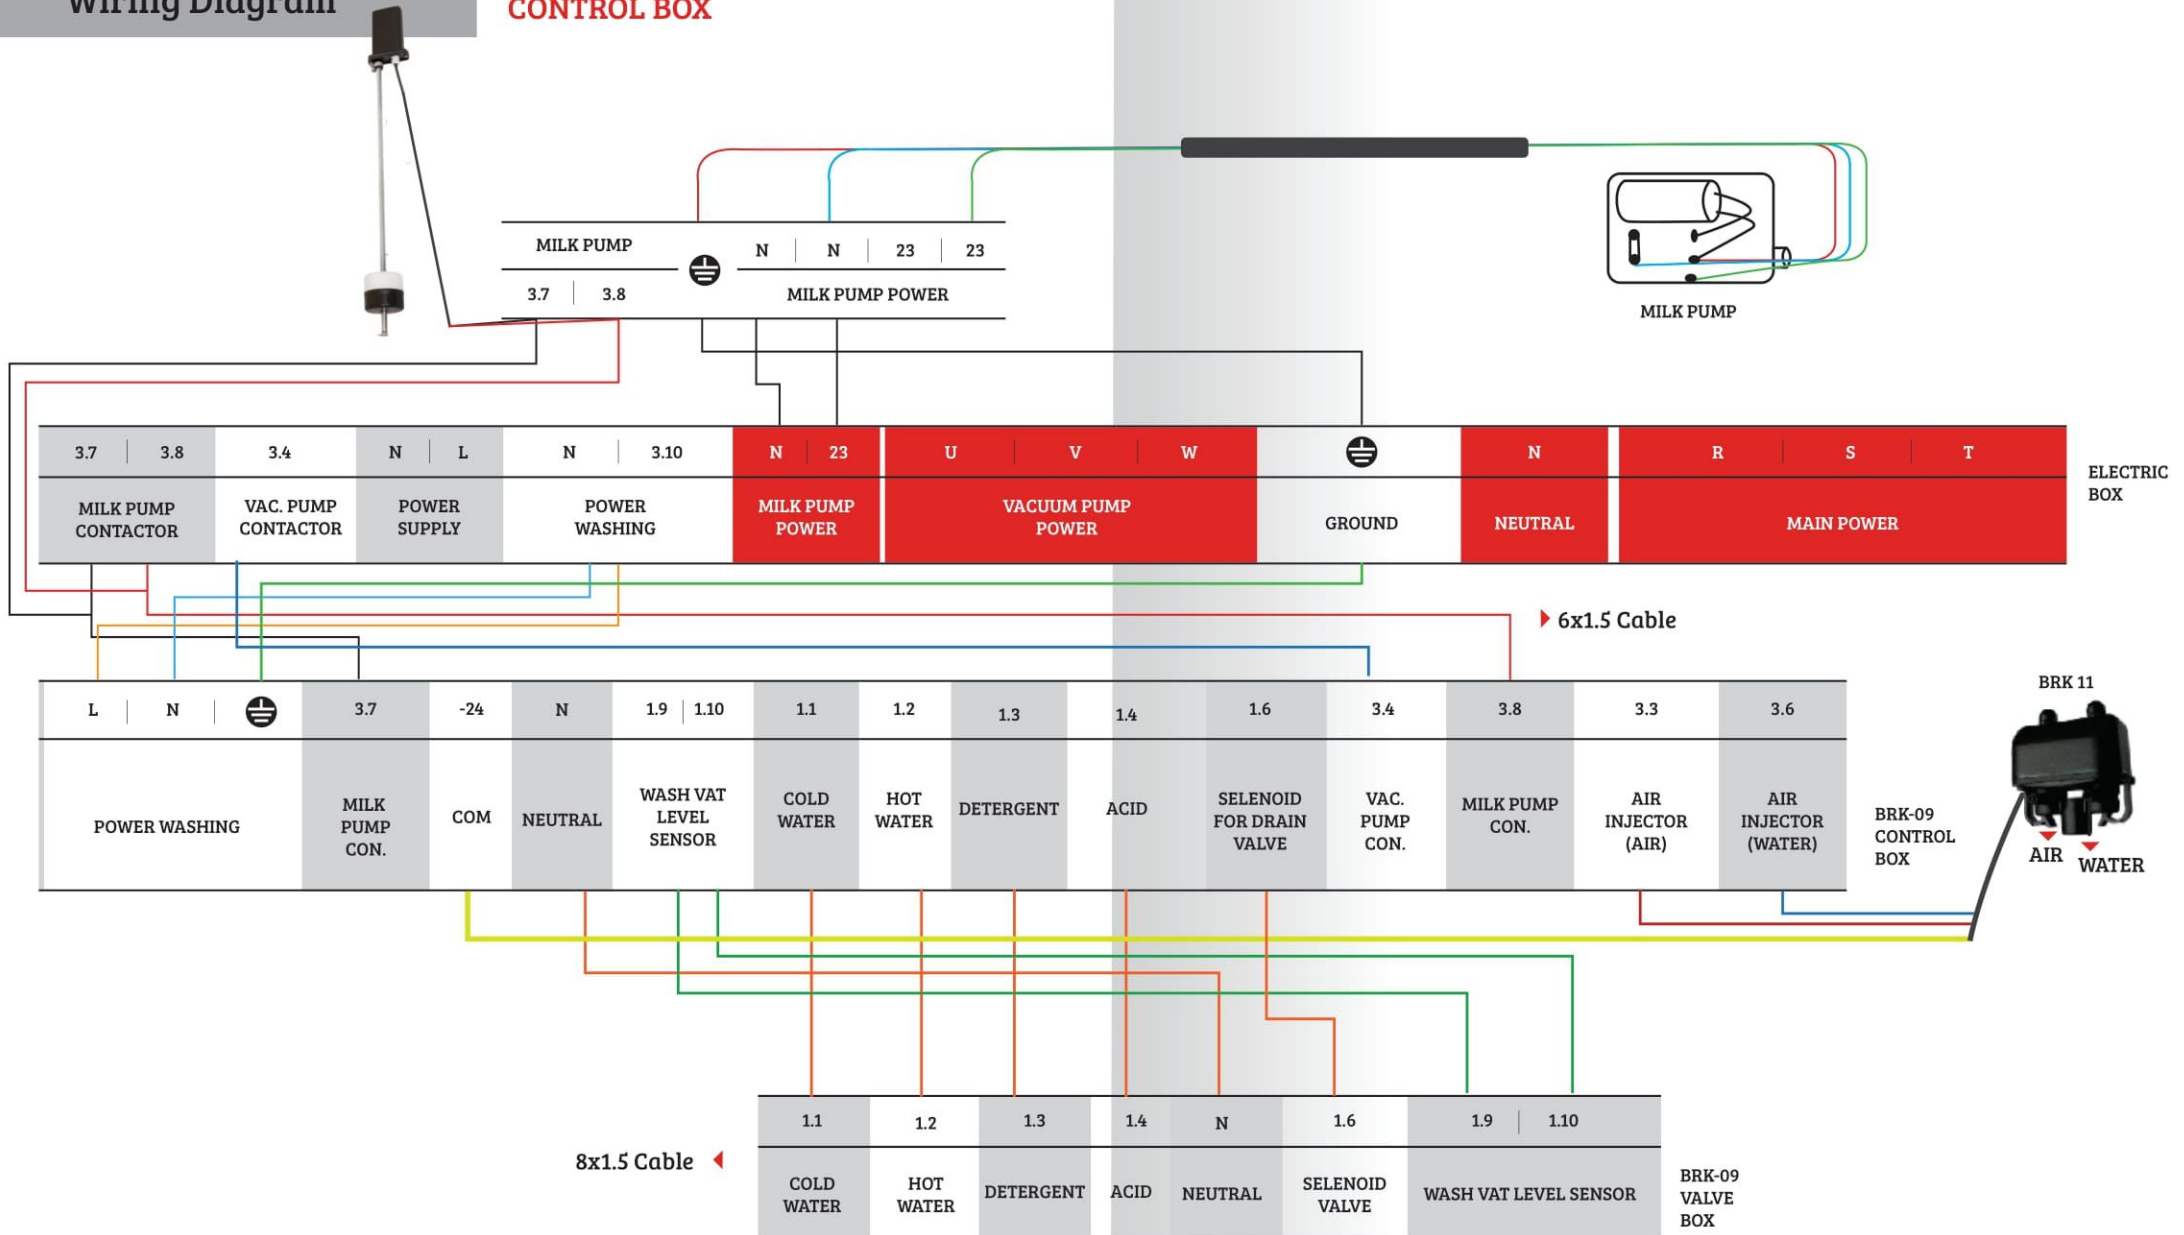 Wiring Diagram
CONTROL BOX
MILK PUMP
N N 23 23
3.7 3.8
MILK PUMP POWER
MILK PUMP
3.7 3.8 3.4 N L N 3.10 N 23 U V W N R S T
MILK PUMP
CONTACTOR
VAC. PUMP
CONTACTOR
POWER
SUPPLY
POWER
WASHING
MILK PUMP
POWER
VACUUM PUMP
POWER
GROUND
NEUTRAL
MAIN POWER
ELECTRIC
BOX
6x1.5 Cable
L N 3.7 -24 N 1.9 1.10 1.1 1.2 1.3 1.4 1.6 3.4 3.8 3.3 3.6
POWER WASHING
MILK
PUMP
CON.
COM
NEUTRAL
WASH VAT
LEVEL
SENSOR
COLD
WATER
HOT
WATER
DETERGENT
ACID
SELENOID
FOR DRAIN
VALVE
VAC.
PUMP
CON.
MILK PUMP
CON.
AIR
INJECTOR
(AIR)
AIR
INJECTOR
(WATER)
BRK-09
CONTROL
BOX
BRK 11
AIR
WATER
1.1 1.2 1.3 1.4 N 1.6 1.9 1.10
8x1.5 Cable
COLD
WATER
HOT
WATER
DETERGENT
ACID
NEUTRAL
SELENOID
VALVE
WASH VAT LEVEL SENSOR
BRK-09
VALVE
BOX